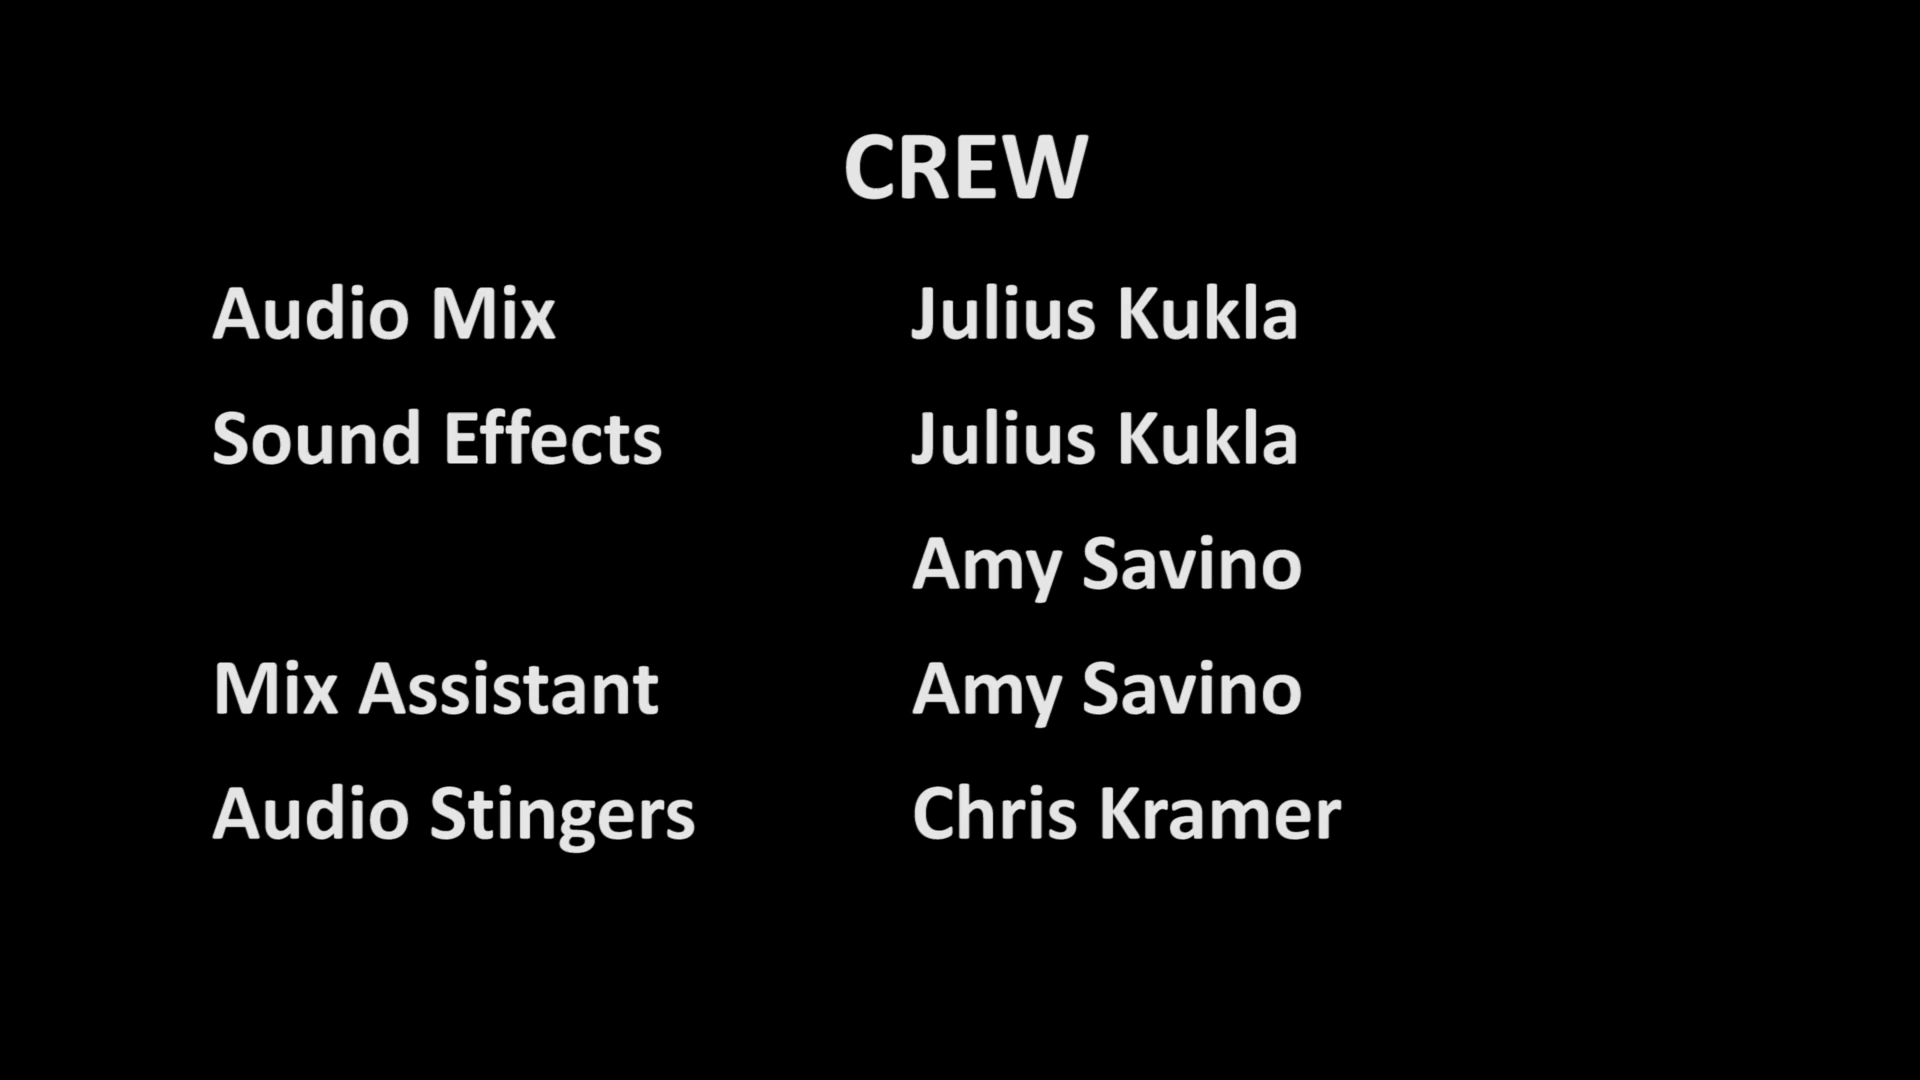 CREW
Audio Mix Julius Kukla
Sound Effects Julius Kukla
Amy Savino
Mix Assistant Amy Savino
Audio Stingers Chris Kramer